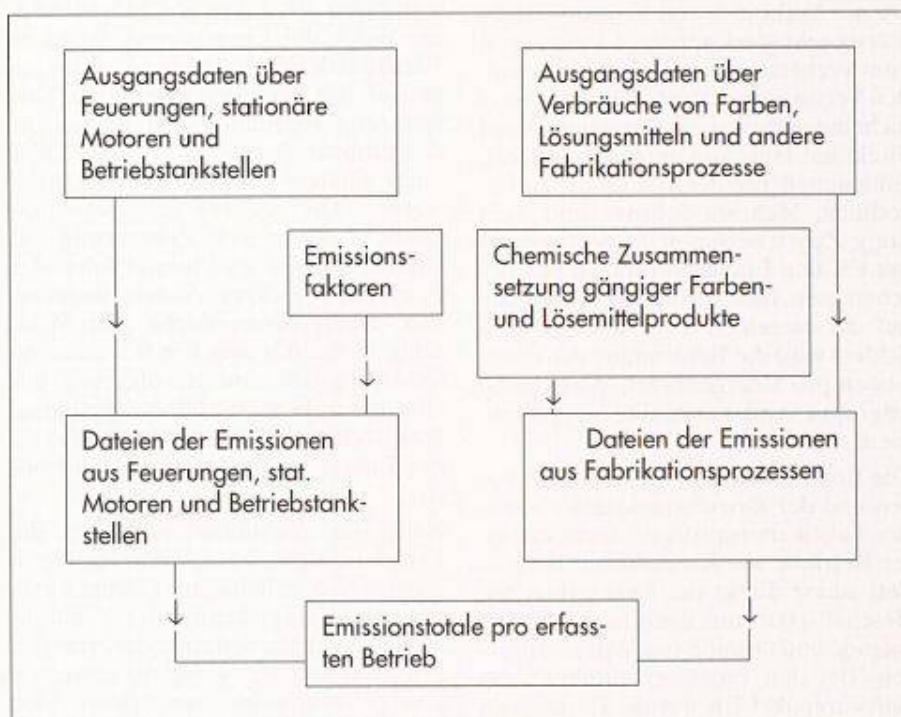 Ausgangsdaten über
Feuerungen, stationäre
Motoren und
Betriebstankstellen
Ausgangsdaten über
Verbräuche von Farben,
Lösungsmitteln und andere
Fabrikationsprozesse
Emissions-
faktoren
Chemische Zusammen-
setzung gängiger Farben-
und Lösemittelprodukte
Dateien der Emissionen
aus Feuerungen, stat.
Motoren und Betriebstank-
stellen
Dateien der Emissionen
aus Fabrikationsprozessen
Emissionstotale pro erfass-
ten Betrieb